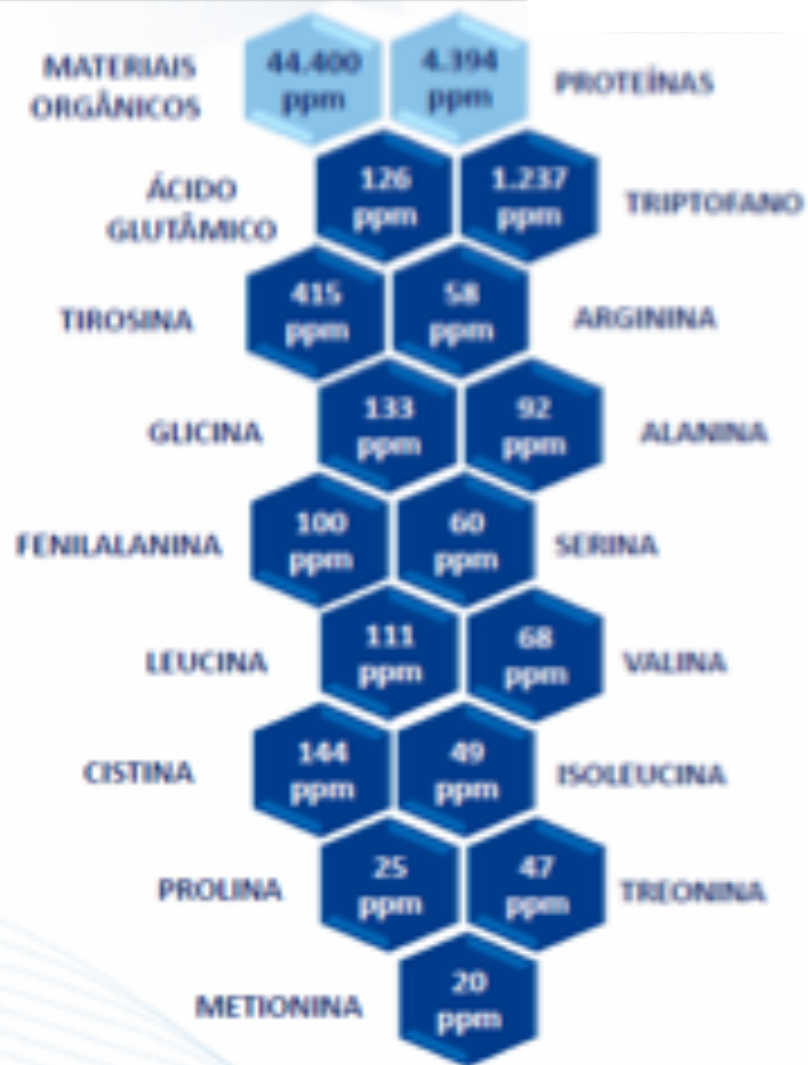 MATERIAIS
ORGÂNICOS
44.400
ppm
4.394
ppm
PROTEÍNAS
ÁCIDO
GLUTÂMICO
126
ppm
1.237
ppm
TRIPTOFANO
TIROSINA
415
ppm
58
ppm
ARGININA
GLICINA
133
ppm
92
ppm
ALANINA
FENILALANINA
100
ppm
60
ppm
SERINA
LEUCINA
111
ppm
68
ppm
VALINA
CISTINA
144
ppm
49
ppm
ISOLEUCINA
PROLINA
25
ppm
47
ppm
TREONINA
METIONINA
20
ppm